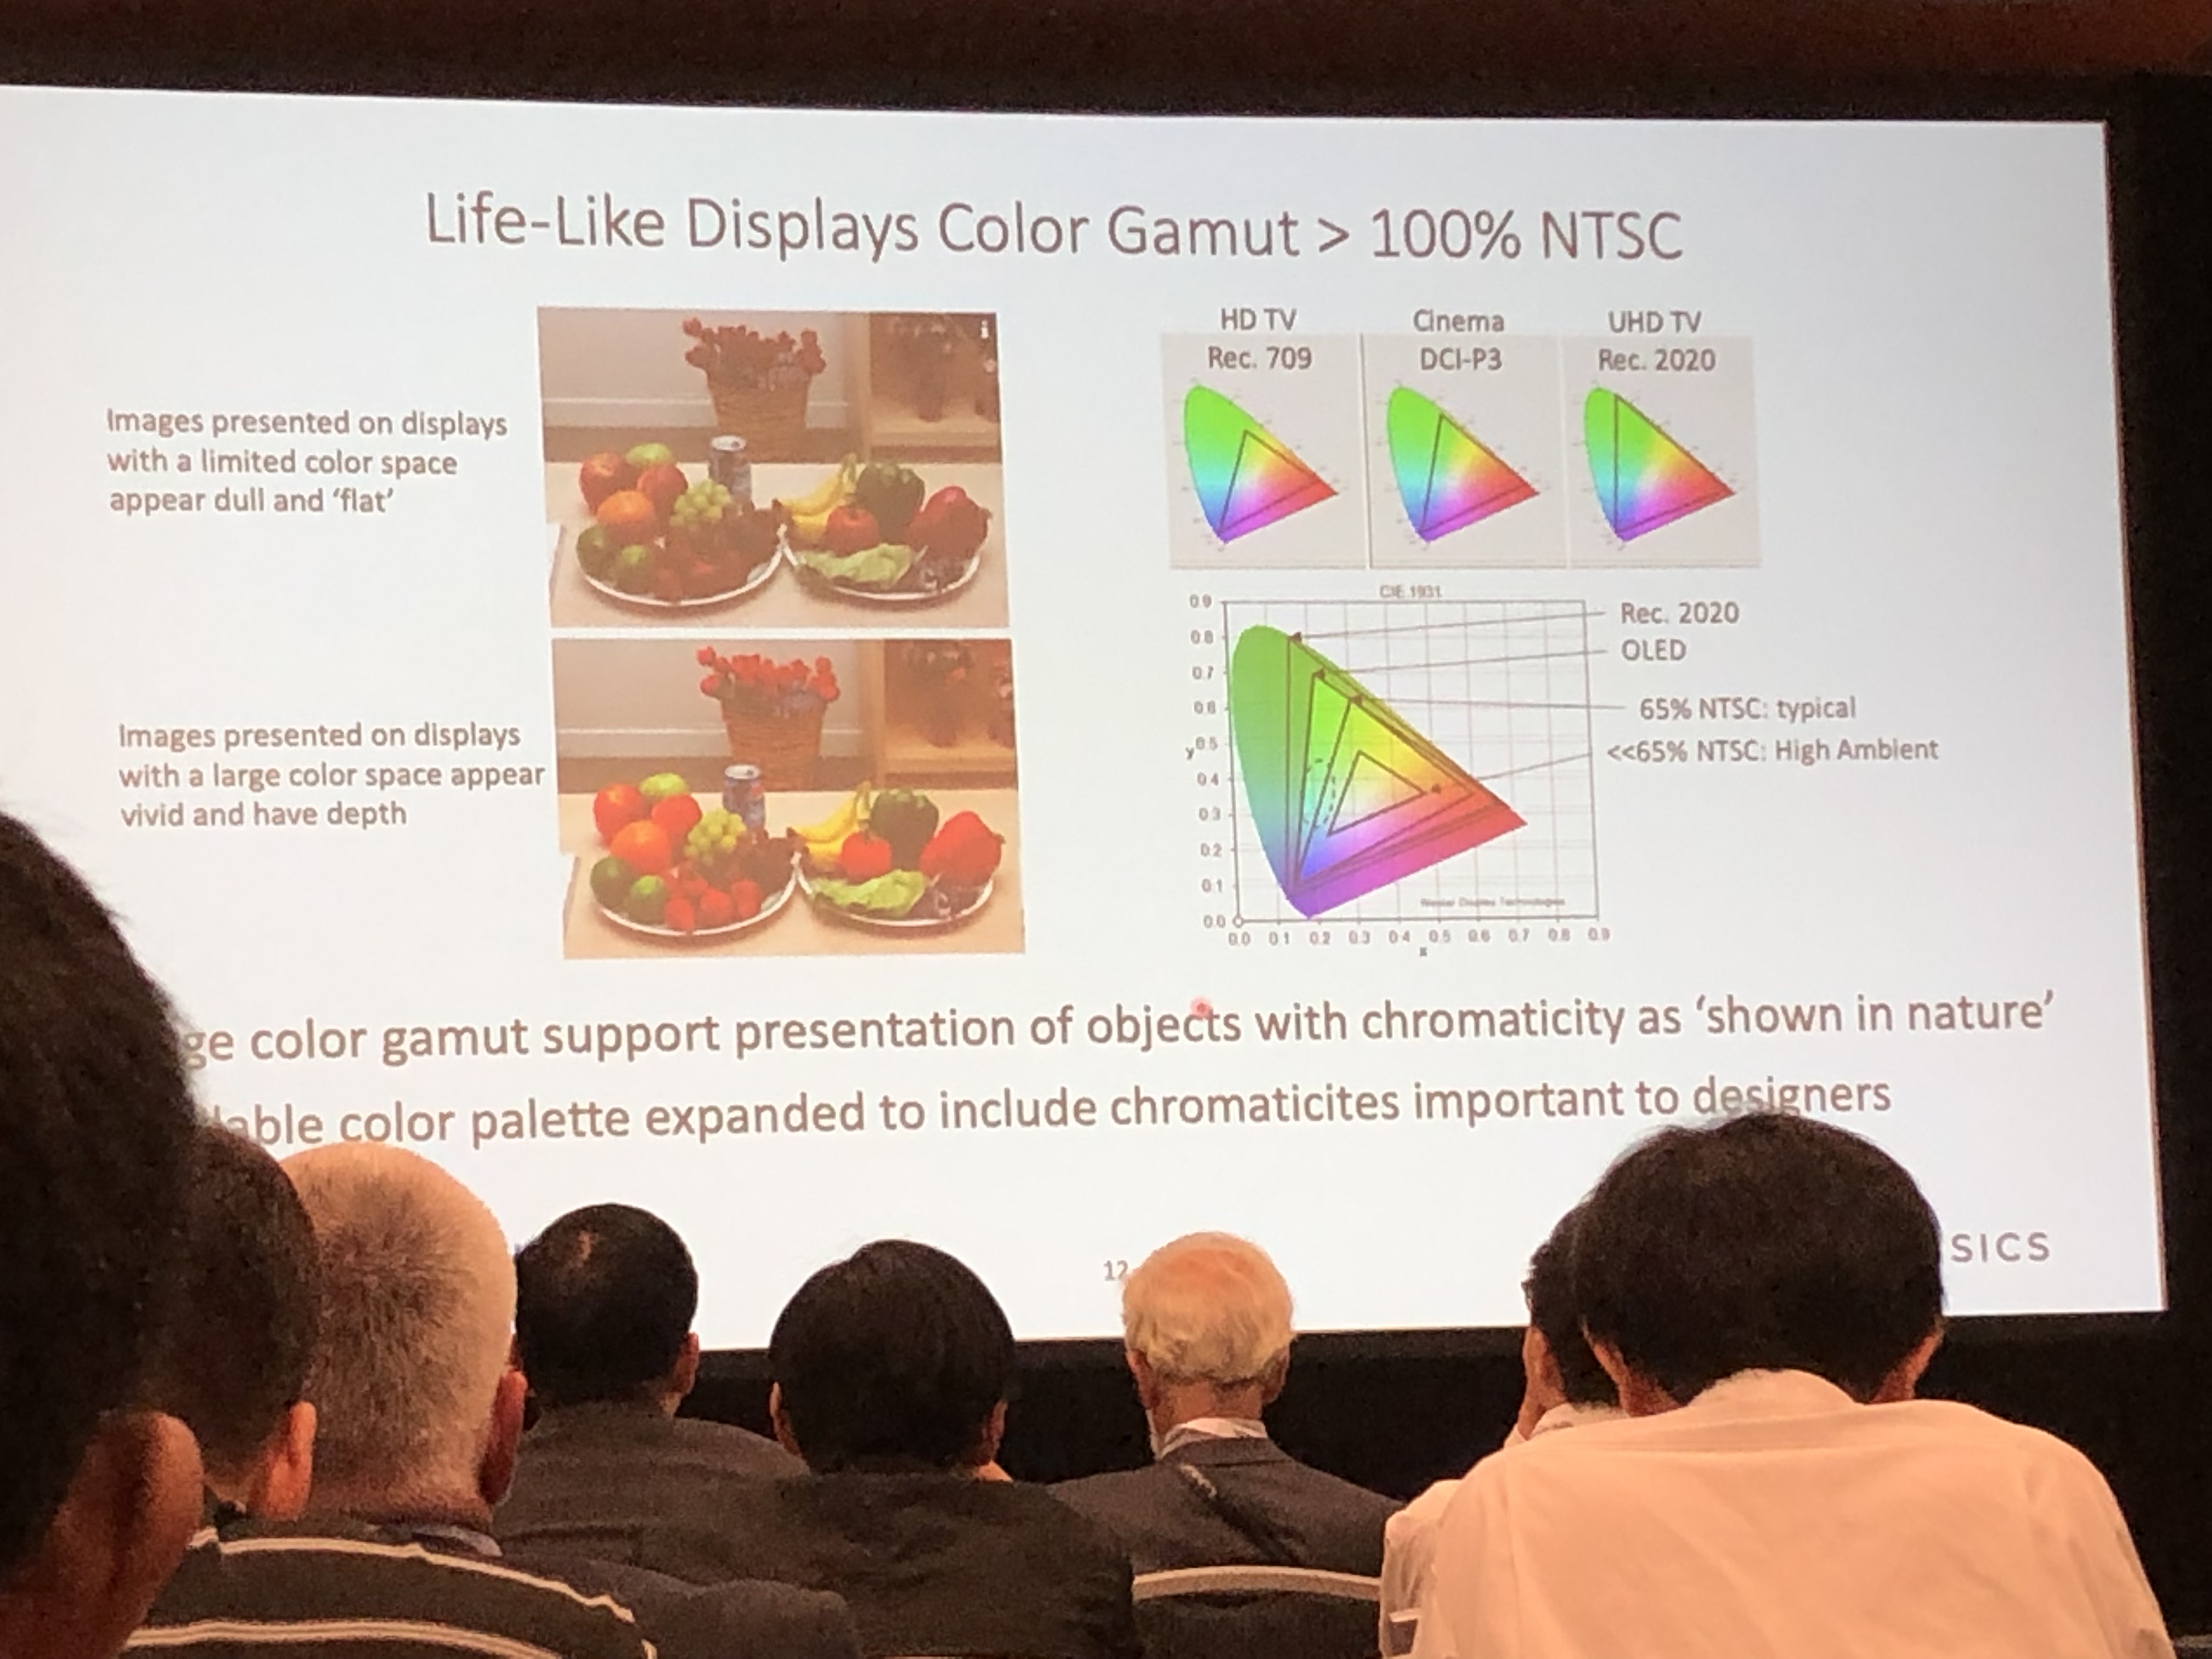 Life-Like Displays Color Gamut > 100% NTSC
Images presented on displays
with a limited color space
appear dull and ‘flat’
Images presented on displays
with a large color space appear
vivid and have depth
HD TV
Rec. 709
Cinema
DCI-P3
UHD TV
Rec. 2020
CIE 1931
0.9
0.8
0.7
0.6
y 0.5
0.4
0.3
0.2
0.1
0.0
0.0 0.1 0.2 0.3 0.4 0.5 0.6 0.7 0.8 0.9
x
Rec. 2020
OLED
65% NTSC: typical
<<65% NTSC: High Ambient
ge color gamut support presentation of objects with chromaticity as ‘shown in nature’
lable color palette expanded to include chromaticites important to designers
12
SICS